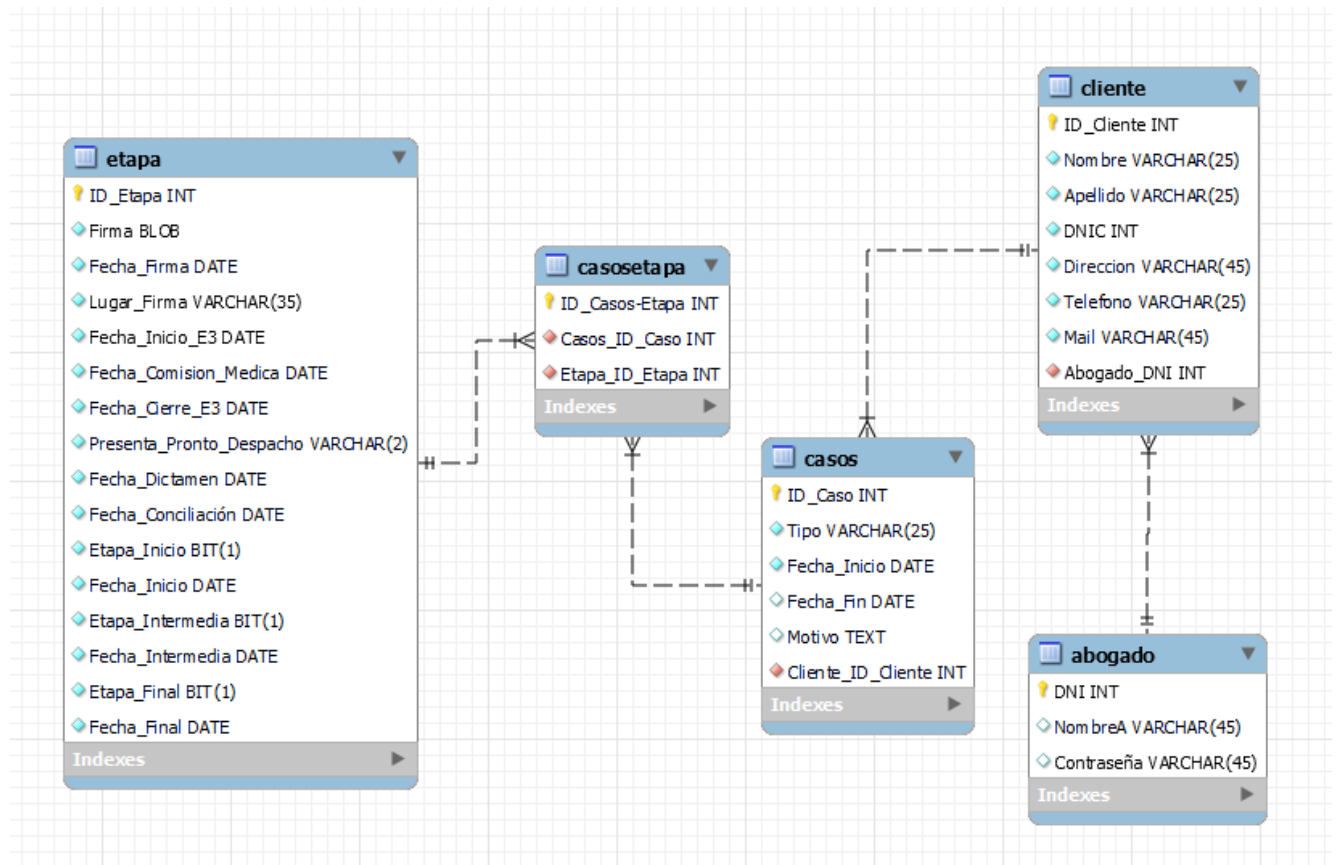 etapa
ID_Etapa INT
Firma BLOB
Fecha_Firma DATE
Lugar_Firma VARCHAR(35)
Fecha_Inicio_E3 DATE
Fecha_Comision_Medica DATE
Fecha_Cierre_E3 DATE
Presenta_Pronto_Despacho VARCHAR(2)
Fecha_Dictamen DATE
Fecha_Conciliación DATE
Etapa_Inicio BIT(1)
Fecha_Inicio DATE
Etapa_Intermedia BIT(1)
Fecha_Intermedia DATE
Etapa_Final BIT(1)
Fecha_Final DATE
Indexes
casosetapa
ID_Casos-Etapa INT
Casos_ID_Caso INT
Etapa_ID_Etapa INT
Indexes
casos
ID_Caso INT
Tipo VARCHAR(25)
Fecha_Inicio DATE
Fecha_Fin DATE
Motivo TEXT
Cliente_ID_Cliente INT
Indexes
cliente
ID_Cliente INT
Nombre VARCHAR(25)
Apellido VARCHAR(25)
DNIC INT
Direccion VARCHAR(45)
Telefono VARCHAR(25)
Mail VARCHAR(45)
Abogado_DNI INT
Indexes
abogado
DNI INT
NombreA VARCHAR(45)
Contraseña VARCHAR(45)
Indexes